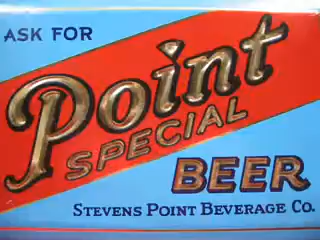 ASK FOR
Point
SPECIAL
BEER
STEVENS POINT BEVERAGE CO.